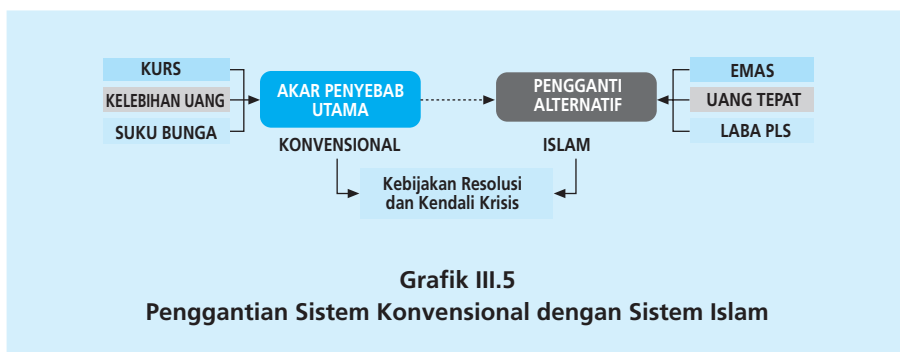 KURS
KELEBIHAN UANG
SUKU BUNGA
AKAR PENYEBAB
UTAMA
KONVENSIONAL
PENGGANTI
ALTERNATIF
ISLAM
EMAS
UANG TEPAT
LABA PLS
Kebijakan Resolusi
dan Kendali Krisis
Grafik III.5
Penggantian Sistem Konvensional dengan Sistem Islam